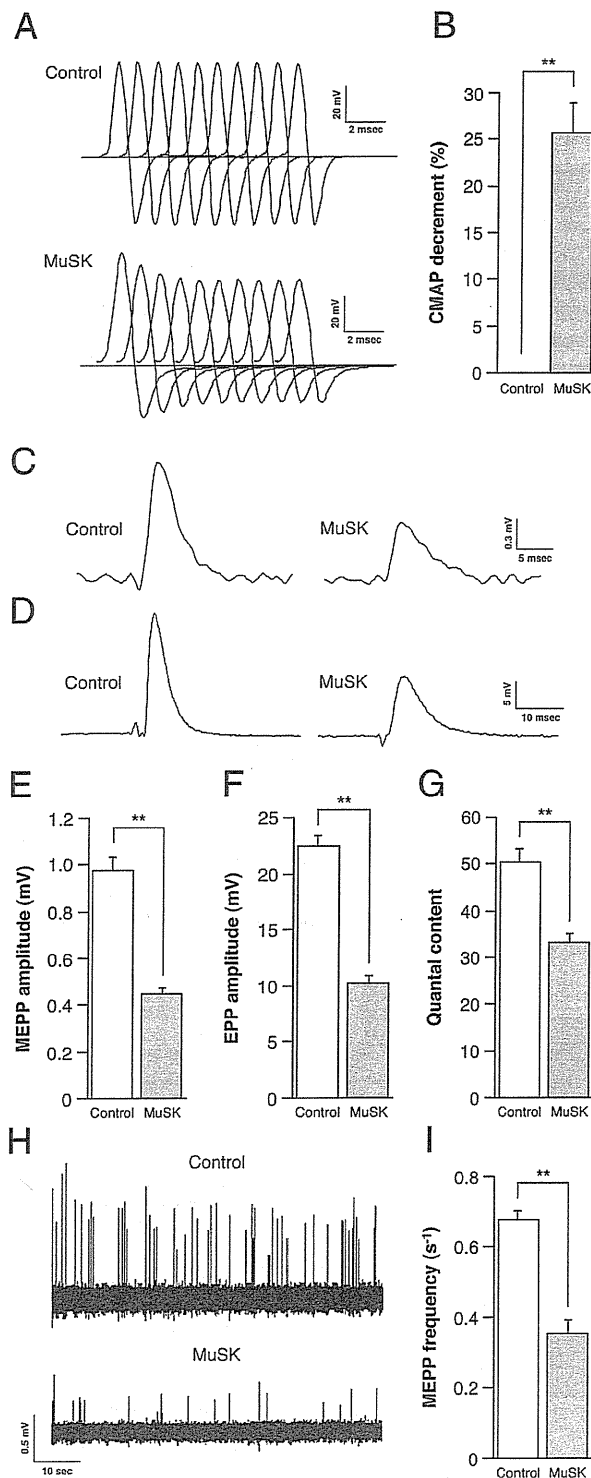 A
Control
20 mV
2 msec
MuSK
20 mV
2 msec
B
**
CMAP decrement (%)
30
25
20
15
10
5
0
Control MuSK
C
Control
MuSK
0.3 mV
5 msec
D
Control
MuSK
5 mV
10 msec
E
**
MEPP amplitude (mV)
1.2
1.0
0.8
0.6
0.4
0.2
0
Control MuSK
F
**
EPP amplitude (mV)
25
20
15
10
5
0
Control MuSK
G
**
Quantal content
60
50
40
30
20
10
0
Control MuSK
H
Control
MuSK
0.5 mV
10 sec
I
**
MEPP frequency (s⁻¹)
0.8
0.6
0.4
0.2
0
Control MuSK